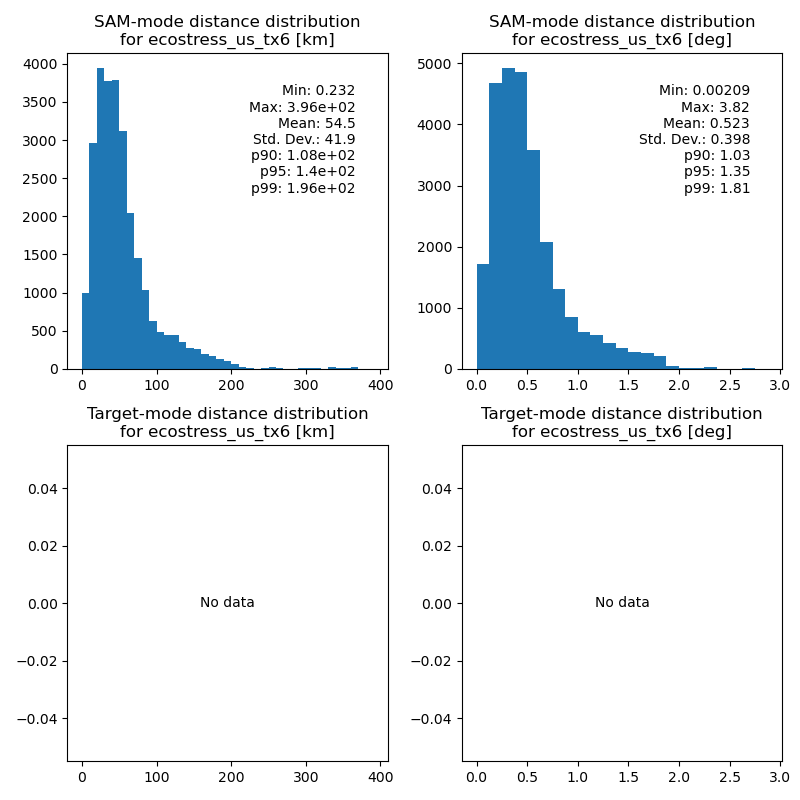 SAM-mode distance distribution
for ecostress_us_tx6 [km]
4000
3500
3000
2500
2000
1500
1000
500
0
Min: 0.232
Max: 3.96e+02
Mean: 54.5
Std. Dev.: 41.9
p90: 1.08e+02
p95: 1.4e+02
p99: 1.96e+02
0 100 200 300 400
SAM-mode distance distribution
for ecostress_us_tx6 [deg]
5000
4000
3000
2000
1000
0
Min: 0.00209
Max: 3.82
Mean: 0.523
Std. Dev.: 0.398
p90: 1.03
p95: 1.35
p99: 1.81
0.0 0.5 1.0 1.5 2.0 2.5 3.0
Target-mode distance distribution
for ecostress_us_tx6 [km]
0.04
0.02
0.00
−0.02
−0.04
No data
0 100 200 300 400
Target-mode distance distribution
for ecostress_us_tx6 [deg]
0.04
0.02
0.00
−0.02
−0.04
No data
0.0 0.5 1.0 1.5 2.0 2.5 3.0